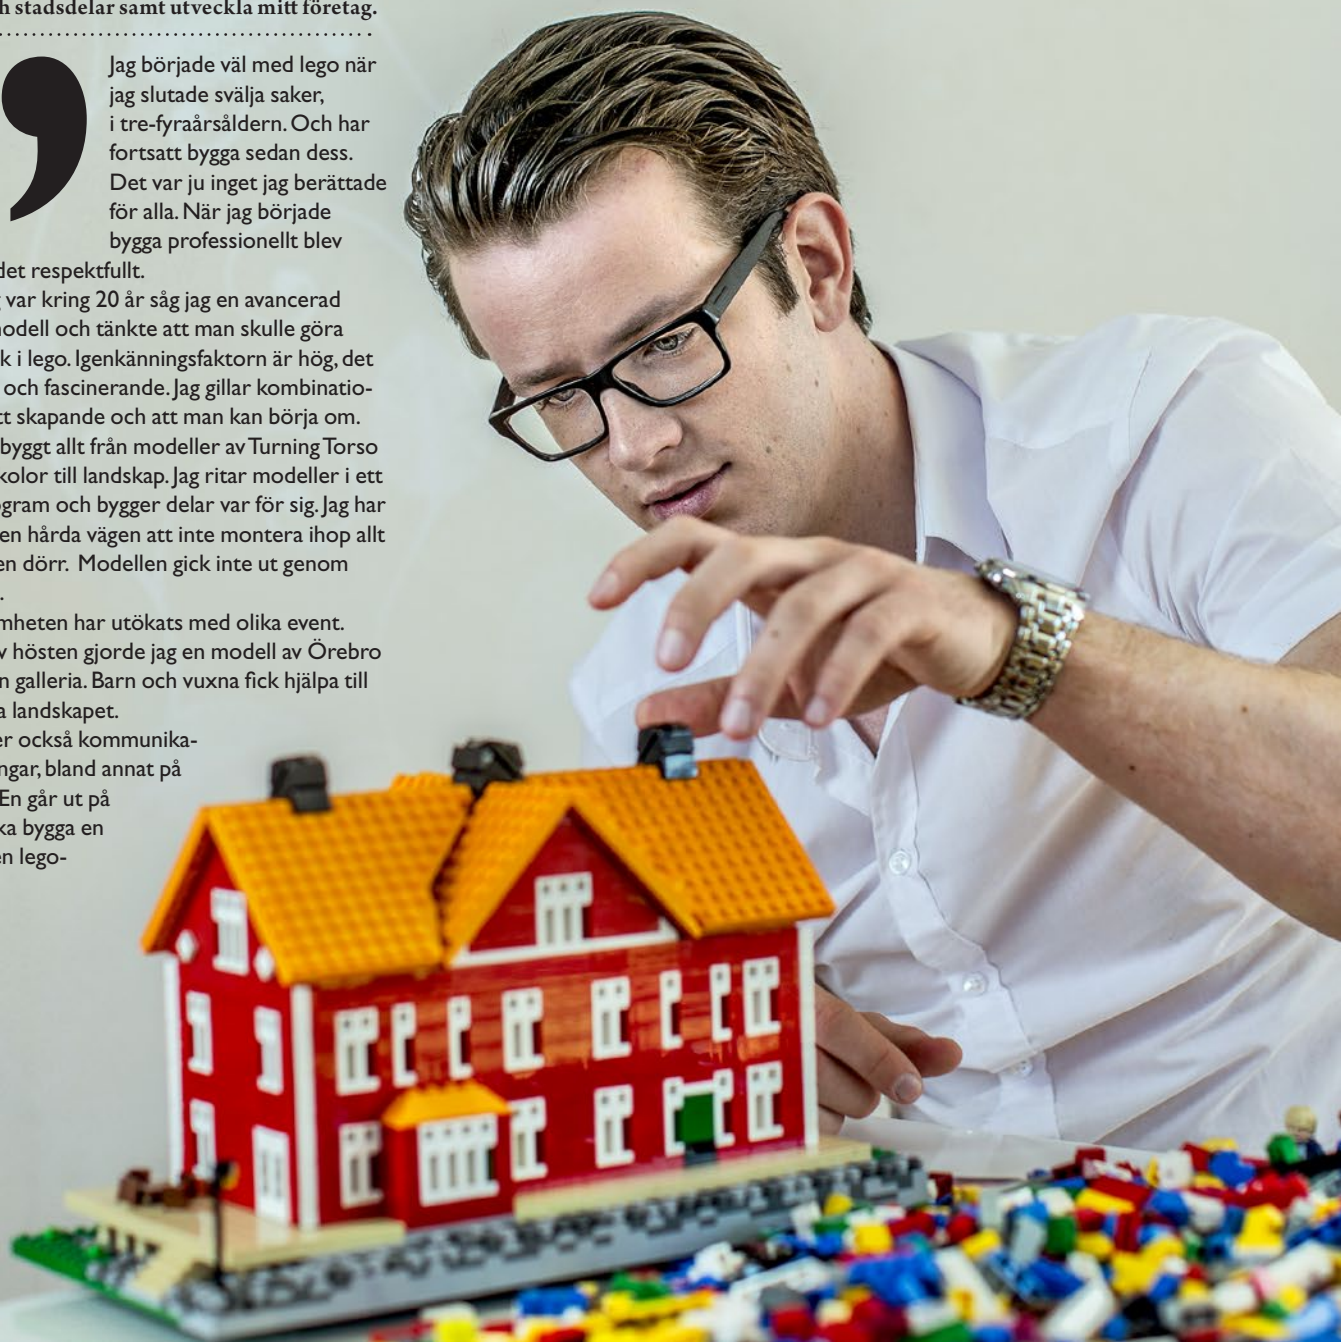 h stadsdelar samt utveckla mitt företag.
’
Jag började väl med lego när
jag slutade svälja saker,
i tre-fyraårsåldern. Och har
fortsatt bygga sedan dess.
Det var ju inget jag berättade
för alla. När jag började
bygga professionellt blev
det respektfullt.
var kring 20 år såg jag en avancerad
odell och tänkte att man skulle göra
k i lego. Igenkänningsfaktorn är hög, det
och fascinerande. Jag gillar kombinatio-
tt skapande och att man kan börja om.
byggt allt från modeller av Turning Torso
kolor till landskap. Jag ritar modeller i ett
gram och bygger delar var för sig. Jag har
en hårda vägen att inte montera ihop allt
en dörr. Modellen gick inte ut genom
.
mheten har utökats med olika event.
v hösten gjorde jag en modell av Örebro
n galleria. Barn och vuxna fick hjälpa till
a landskapet.
er också kommunika-
ngar, bland annat på
En går ut på
ka bygga en
en lego-